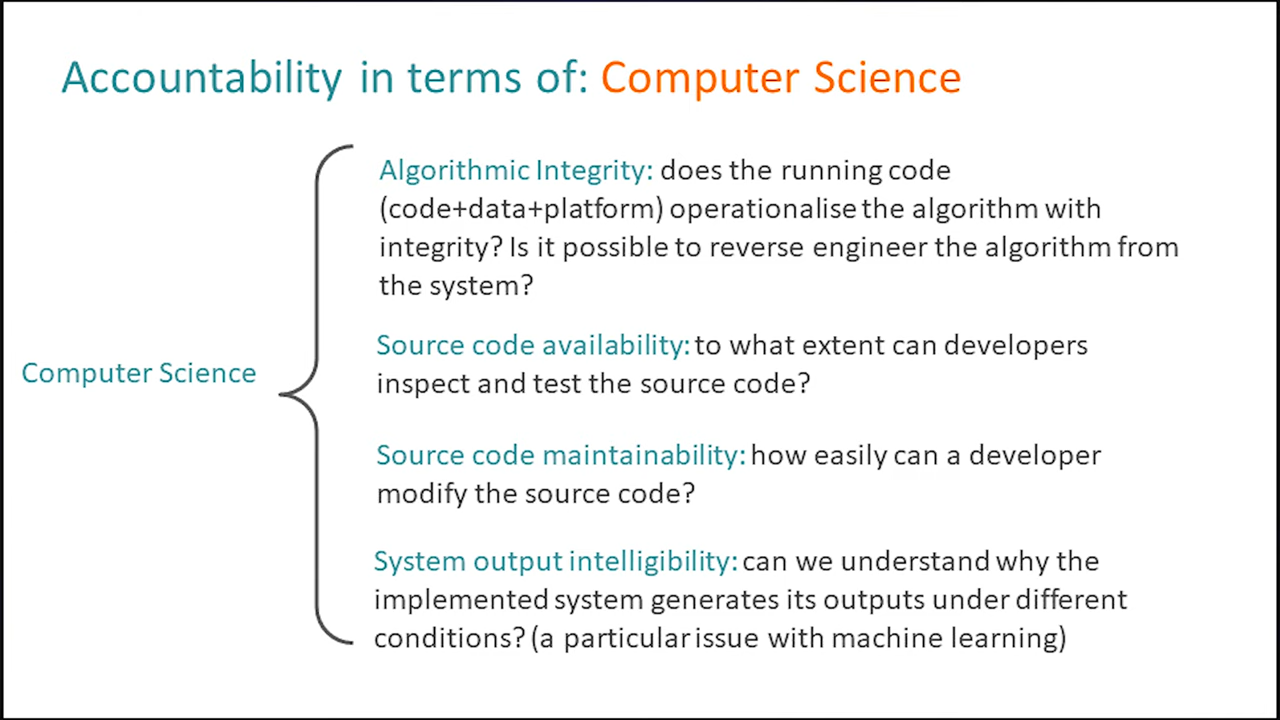 Accountability in terms of: Computer Science
Algorithmic Integrity: does the running code
(code+data+platform) operationalise the algorithm with
integrity? Is it possible to reverse engineer the algorithm from
the system?
Computer Science
Source code availability: to what extent can developers
inspect and test the source code?
Source code maintainability: how easily can a developer
modify the source code?
System output intelligibility: can we understand why the
implemented system generates its outputs under different
conditions? (a particular issue with machine learning)